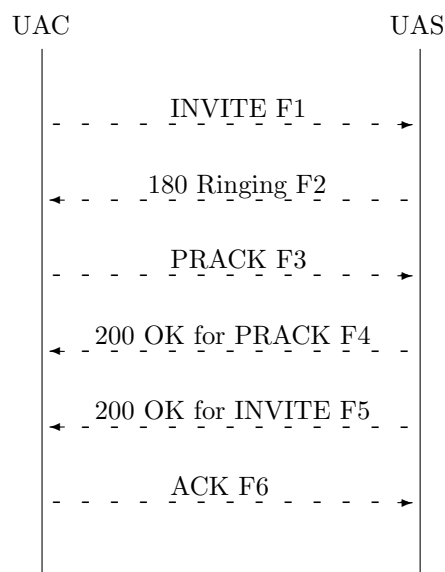 UAC UAS
INVITE F1
180 Ringing F2
PRACK F3
200 OK for PRACK F4
200 OK for INVITE F5
ACK F6